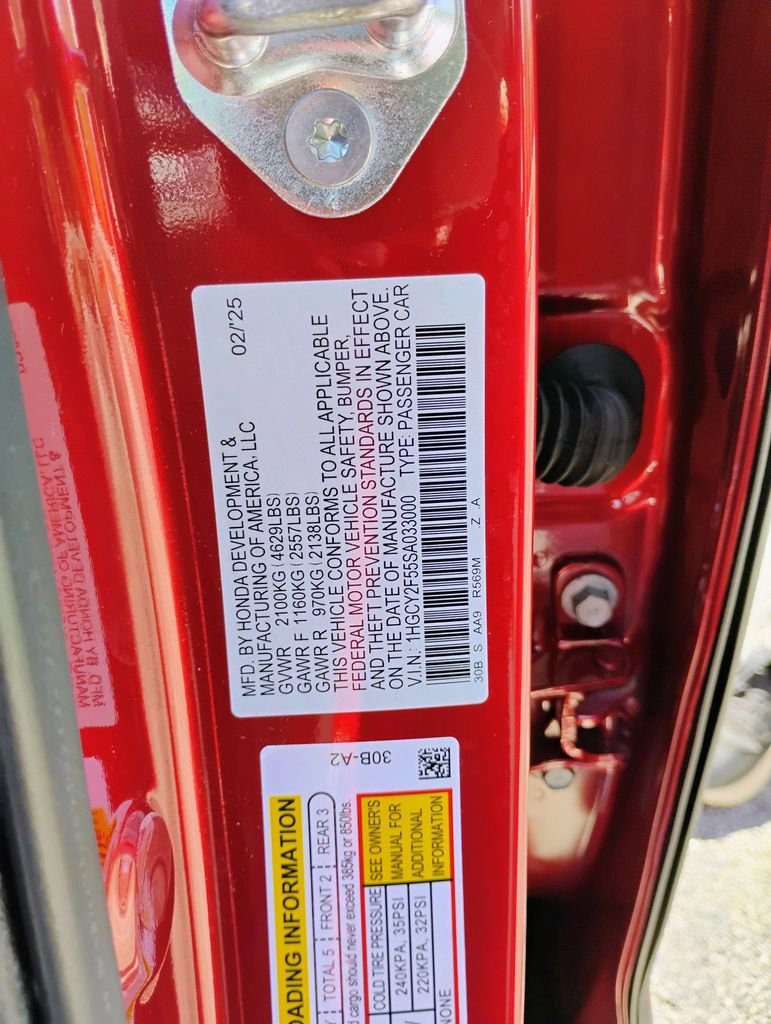 MFD. BY HONDA DEVELOPMENT & 02/'25
MANUFACTURING OF AMERICA, LLC
GVWR 2100KG (4629LBS)
GAWR F 1160KG (2557LBS)
GAWR R 970KG (2138LBS)
THIS VEHICLE CONFORMS TO ALL APPLICABLE
FEDERAL MOTOR VEHICLE SAFETY, BUMPER,
AND THEFT PREVENTION STANDARDS IN EFFECT
ON THE DATE OF MANUFACTURE SHOWN ABOVE.
V.I.N.: 1HGCY2F55SA033000 TYPE: PASSENGER CAR
30B S AA9 R569M Z .A
30B-A2
LOADING INFORMATION
TOTAL 5 FRONT 2 REAR 3
cargo should never exceed 385kg or 850lbs.
COLD TIRE PRESSURE
240KPA, 35PSI
220KPA, 32PSI
NONE
SEE OWNER'S
MANUAL FOR
ADDITIONAL
INFORMATION